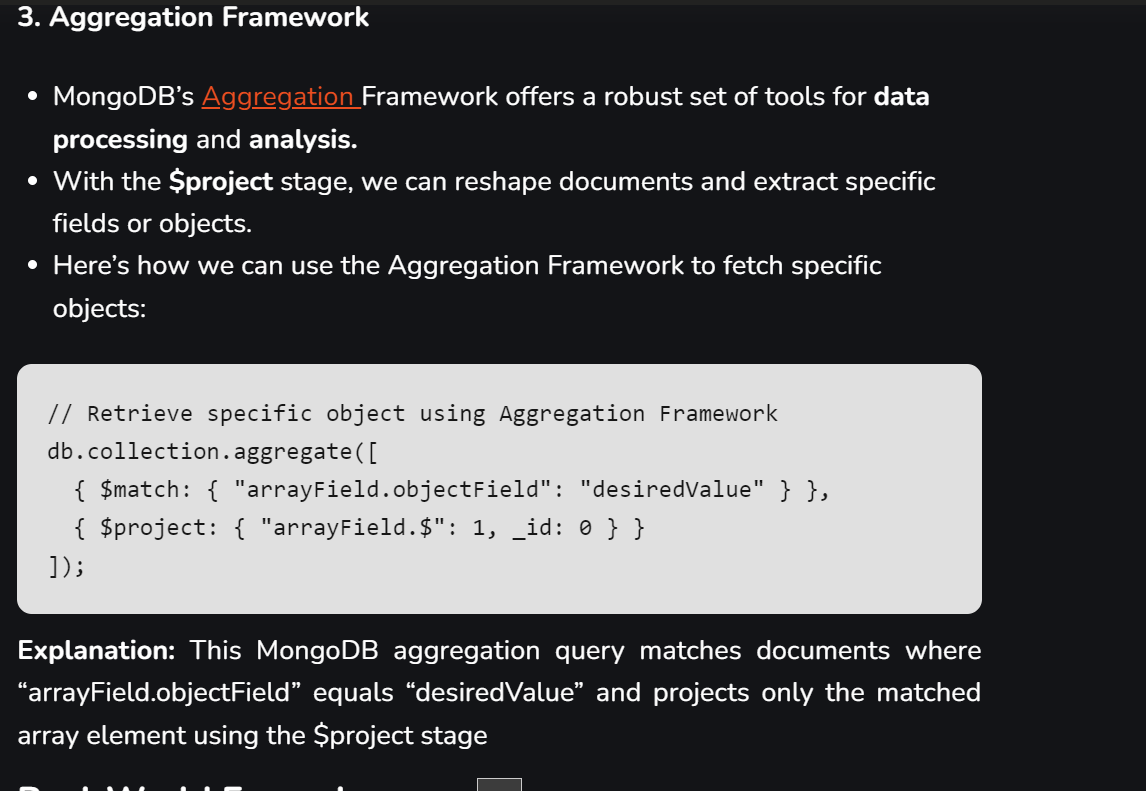 3. Aggregation Framework
• MongoDB’s Aggregation Framework offers a robust set of tools for data
processing and analysis.
• With the $project stage, we can reshape documents and extract specific
fields or objects.
• Here’s how we can use the Aggregation Framework to fetch specific
objects:
// Retrieve specific object using Aggregation Framework
db.collection.aggregate([
  { $match: { "arrayField.objectField": "desiredValue" } },
  { $project: { "arrayField.$": 1, _id: 0 } }
]);
Explanation: This MongoDB aggregation query matches documents where
“arrayField.objectField” equals “desiredValue” and projects only the matched
array element using the $project stage